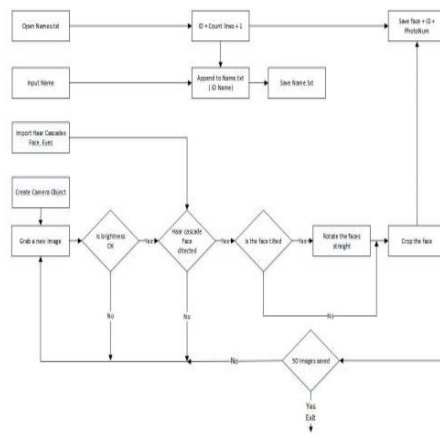 Open Names.txt
ID = Count lines + 1
Save face + ID +
PhotoNum
Input Name
Append to Name.txt
( ID Name)
Save Name.txt
Import Haar Cascades
Face, Eyes
Create Camera Object
Grab a new Image
is brightness
OK
Yes
Haar cascade
Face
ditected
Yes
Is the face tilted
Yes
Rotate the faces
straight
Crop the face
No
No
No
No
50 Images saved
Yes
Exit